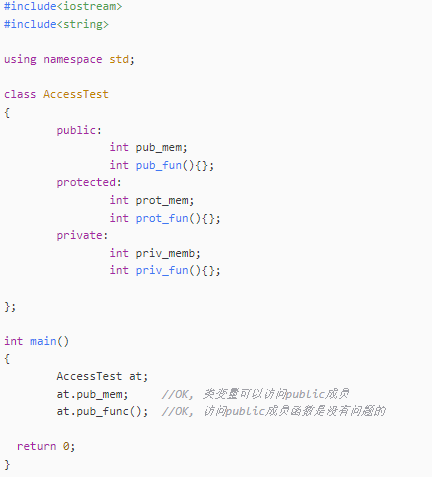 #include<iostream>
#include<string>
using namespace std;
class AccessTest
{
public:
int pub_mem;
int pub_fun(){};
protected:
int prot_mem;
int prot_fun(){};
private:
int priv_memb;
int priv_fun(){};
};
int main()
{
AccessTest at;
at.pub_mem; //OK, 类变量可以访问public成员
at.pub_func(); //OK, 访问public成员函数是没有问题的
return 0;
}